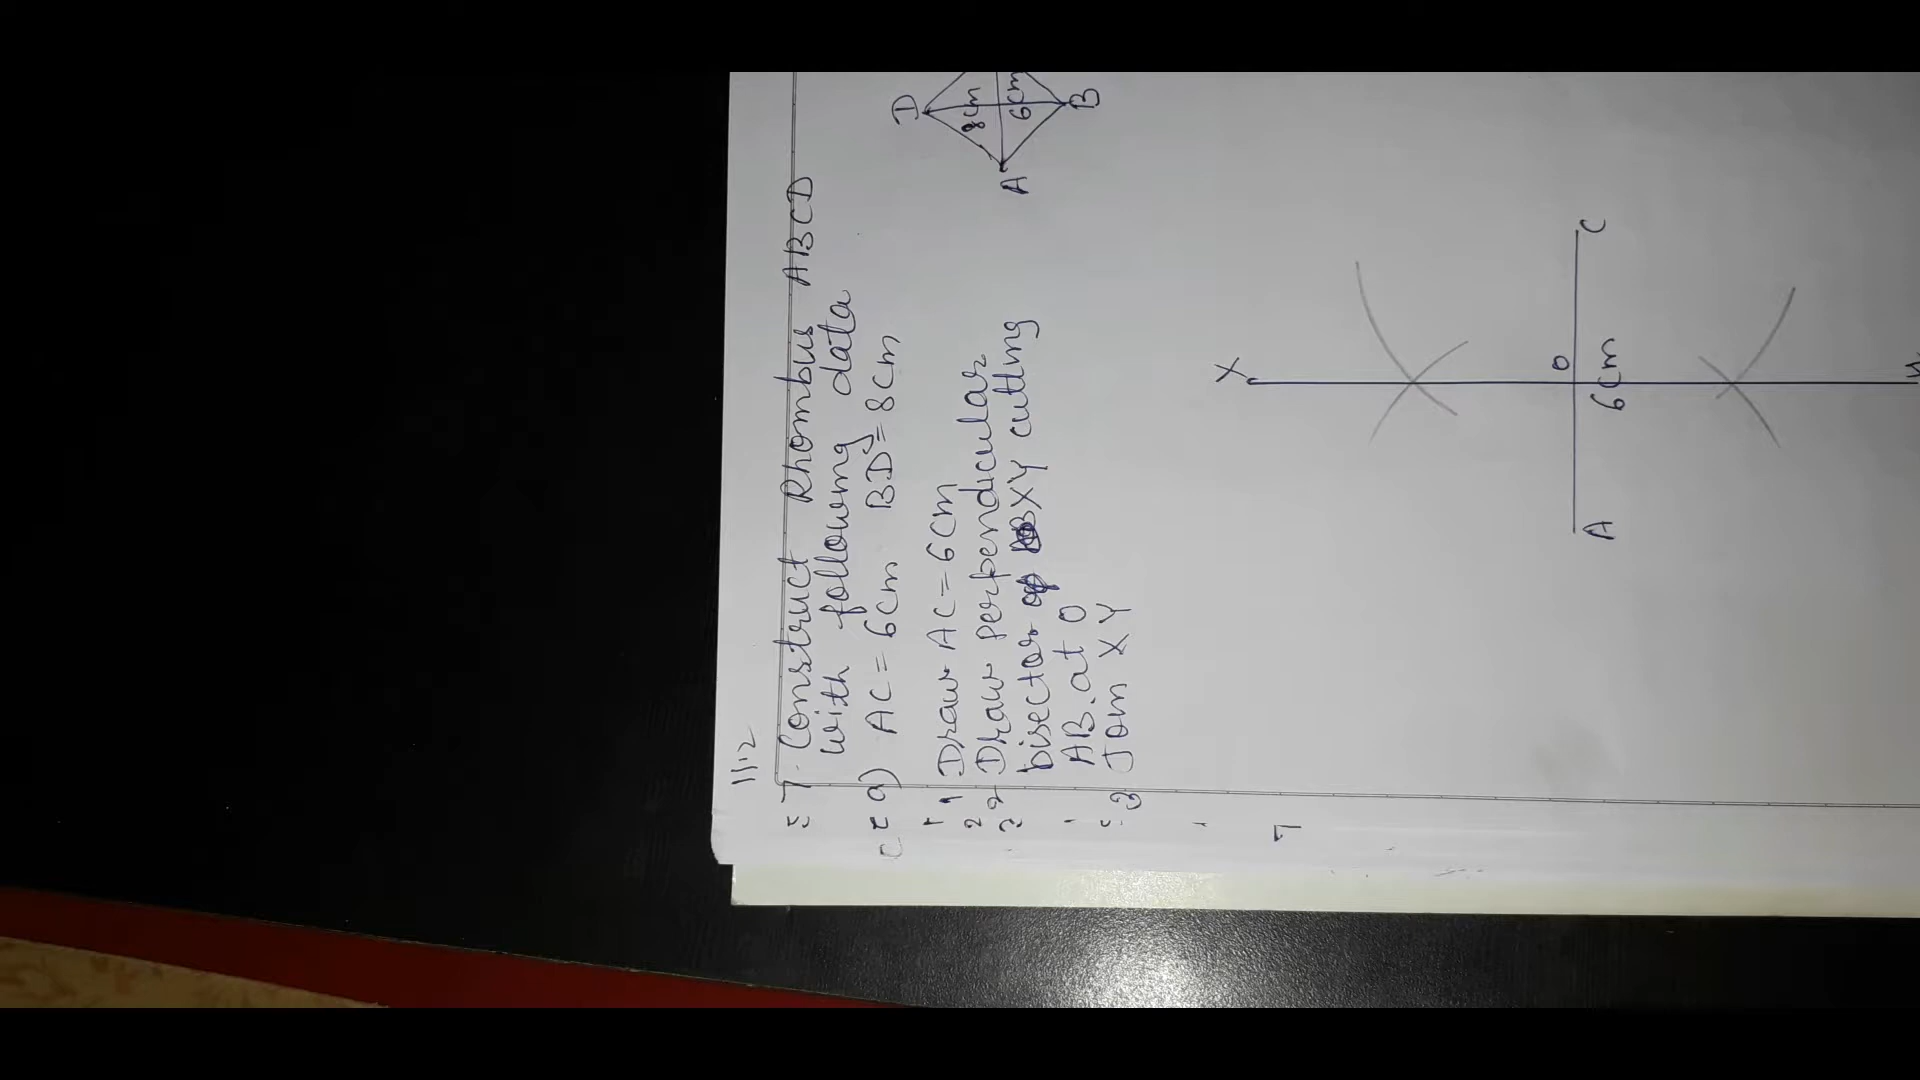 11.2
7. Construct Rhombus ABCD
with following data
a) AC = 6cm BD = 8cm
1 Draw AC = 6cm
2 Draw perpendicular
bisector XY cutting
AB. at O
3 Join XY
D
8cm
6cm
B
A
X
O
6cm
A
C